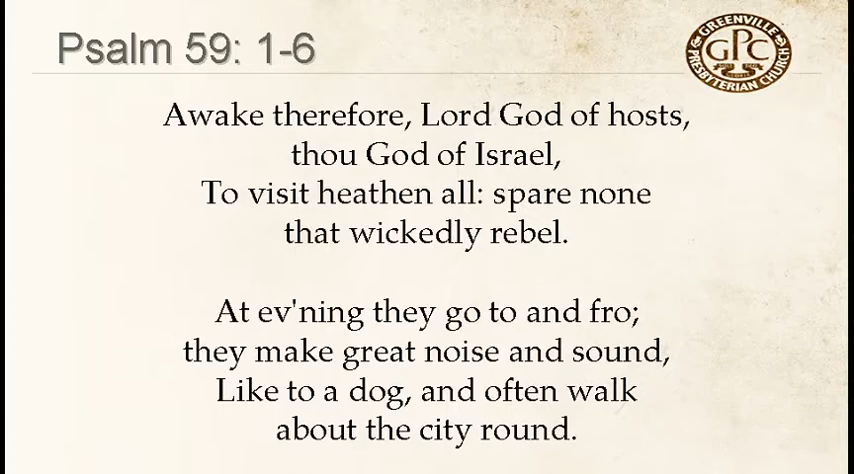 Psalm 59: 1-6
GREENVILLE
GPC
PRESBYTERIAN CHURCH
Awake therefore, Lord God of hosts,
thou God of Israel,
To visit heathen all: spare none
that wickedly rebel.
At ev'ning they go to and fro;
they make great noise and sound,
Like to a dog, and often walk
about the city round.